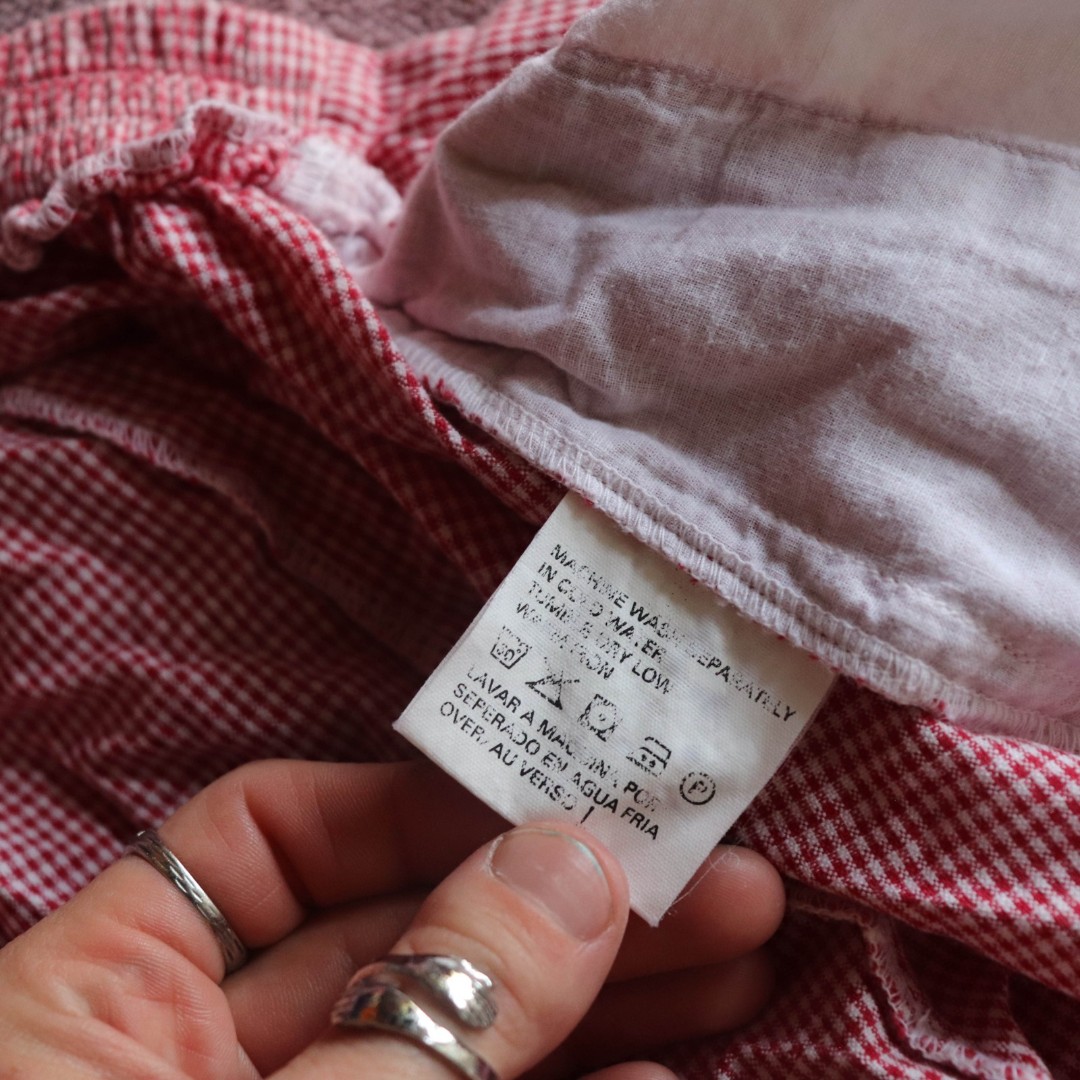 MACHINE WASH SEPARATELY
IN COLD WATER
TUMBLE DRY LOW
WARM IRON
30°
P
LAVAR A MAQUINA POR
SEPERADO EN AGUA FRIA
OVER/ AU VERSO